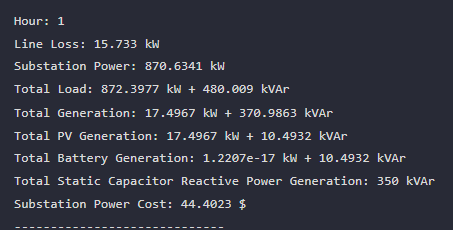 Hour: 1
Line Loss: 15.733 kW
Substation Power: 870.6341 kW
Total Load: 872.3977 kW + 480.009 kVAr
Total Generation: 17.4967 kW + 370.9863 kVAr
Total PV Generation: 17.4967 kW + 10.4932 kVAr
Total Battery Generation: 1.2207e-17 kW + 10.4932 kVAr
Total Static Capacitor Reactive Power Generation: 350 kVAr
Substation Power Cost: 44.4023 $
-----------------------------